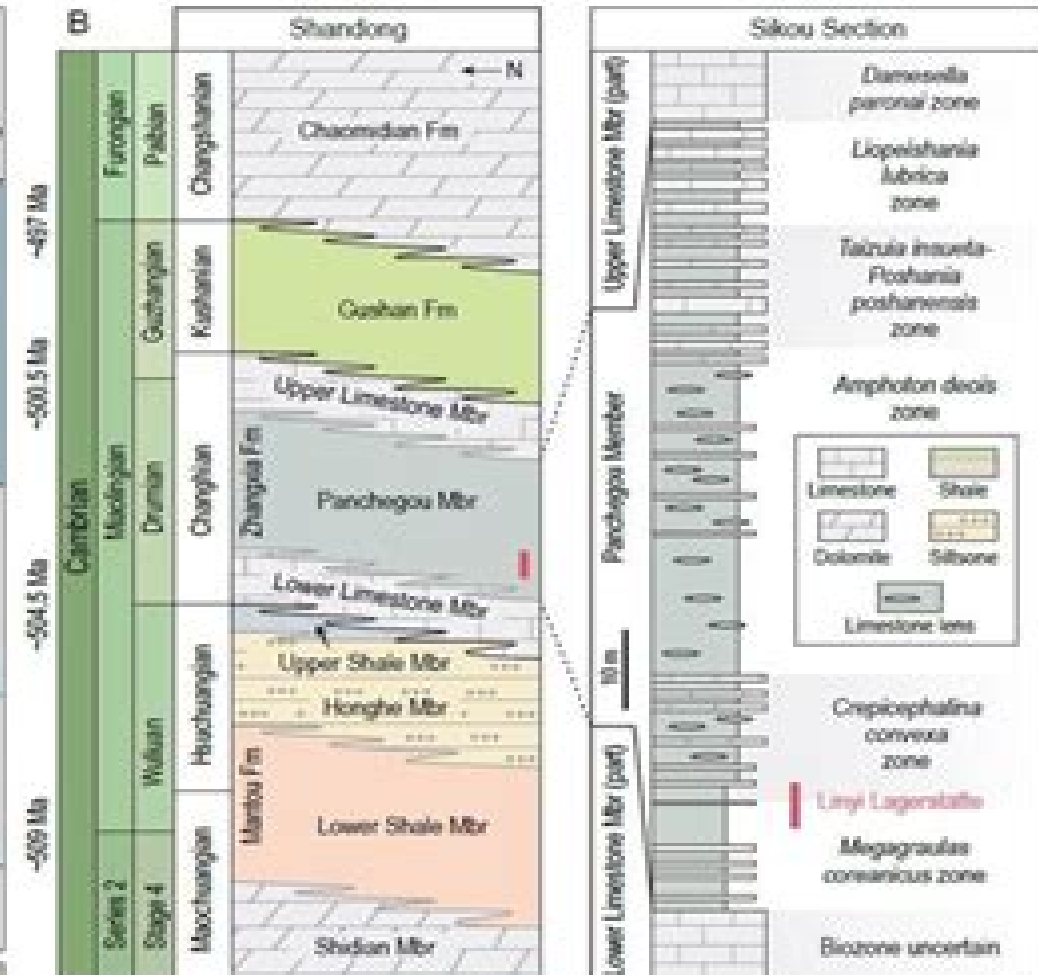 B
Shandong
Sikou Section
~497 Ma
~500.5 Ma
~504.5 Ma
~509 Ma
Cambrian
Furongian
Miaolingian
Series 2
Paibian
Guzhangian
Drumian
Wuliuan
Stage 4
Changshanian
Kushanian
Changhian
Hsuchuangian
Maochuangian
N
Chaomidian Fm
Gushan Fm
Upper Limestone Mbr
Zhangxia Fm
Panchegou Mbr
Lower Limestone Mbr
Upper Shale Mbr
Honghe Mbr
Mantou Fm
Lower Shale Mbr
Shidian Mbr
Upper Limestone Mbr (part)
Panchegou Member
10 m
Lower Limestone Mbr (part)
Damesella
paronai zone
Liopeishania
lubrica
zone
Taizuia insueta-
Poshania
poshanensis
zone
Amphoton deois
zone
Limestone
Shale
Dolomite
Siltsone
Limestone lens
Crepicephalina
convexa
zone
Linyi Lagerstätte
Megagraulos
coreanicus zone
Biozone uncertain